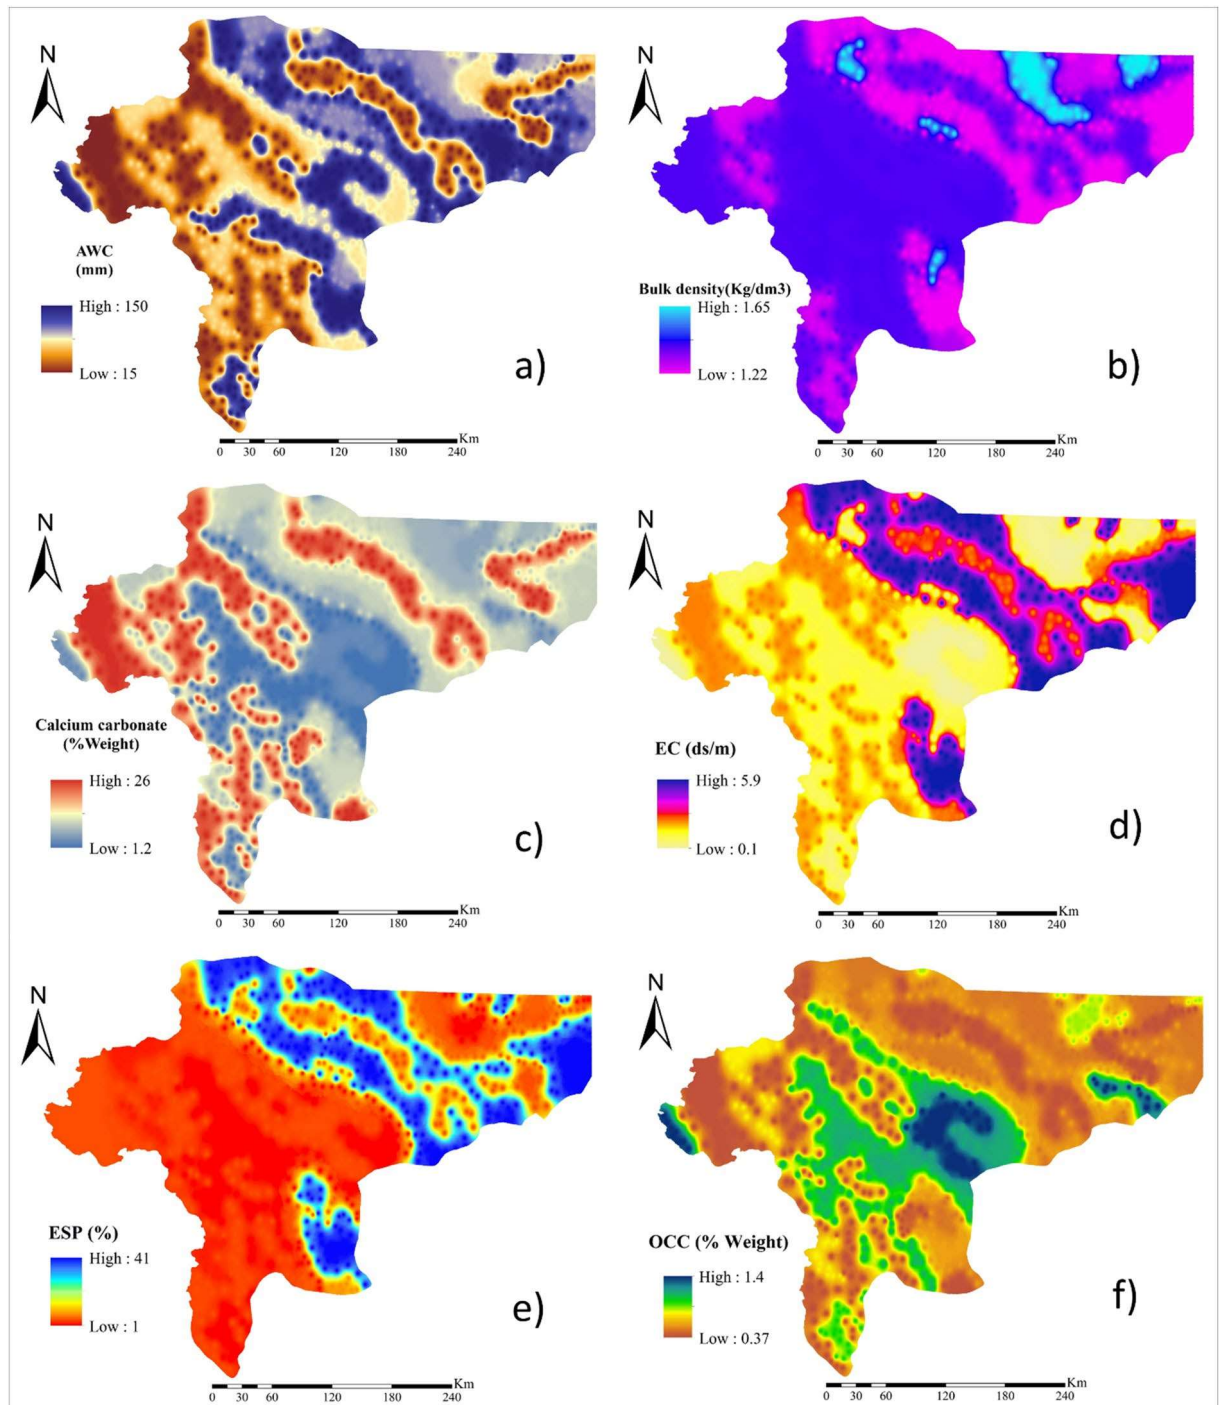 N
AWC
(mm)
High : 150
Low : 15
a)
Km
0 30 60 120 180 240
N
Bulk density(Kg/dm3)
High : 1.65
Low : 1.22
b)
Km
0 30 60 120 180 240
N
Calcium carbonate
(%Weight)
High : 26
Low : 1.2
c)
Km
0 30 60 120 180 240
N
EC (ds/m)
High : 5.9
Low : 0.1
d)
Km
0 30 60 120 180 240
N
ESP (%)
High : 41
Low : 1
e)
Km
0 30 60 120 180 240
N
OCC (% Weight)
High : 1.4
Low : 0.37
f)
Km
0 30 60 120 180 240